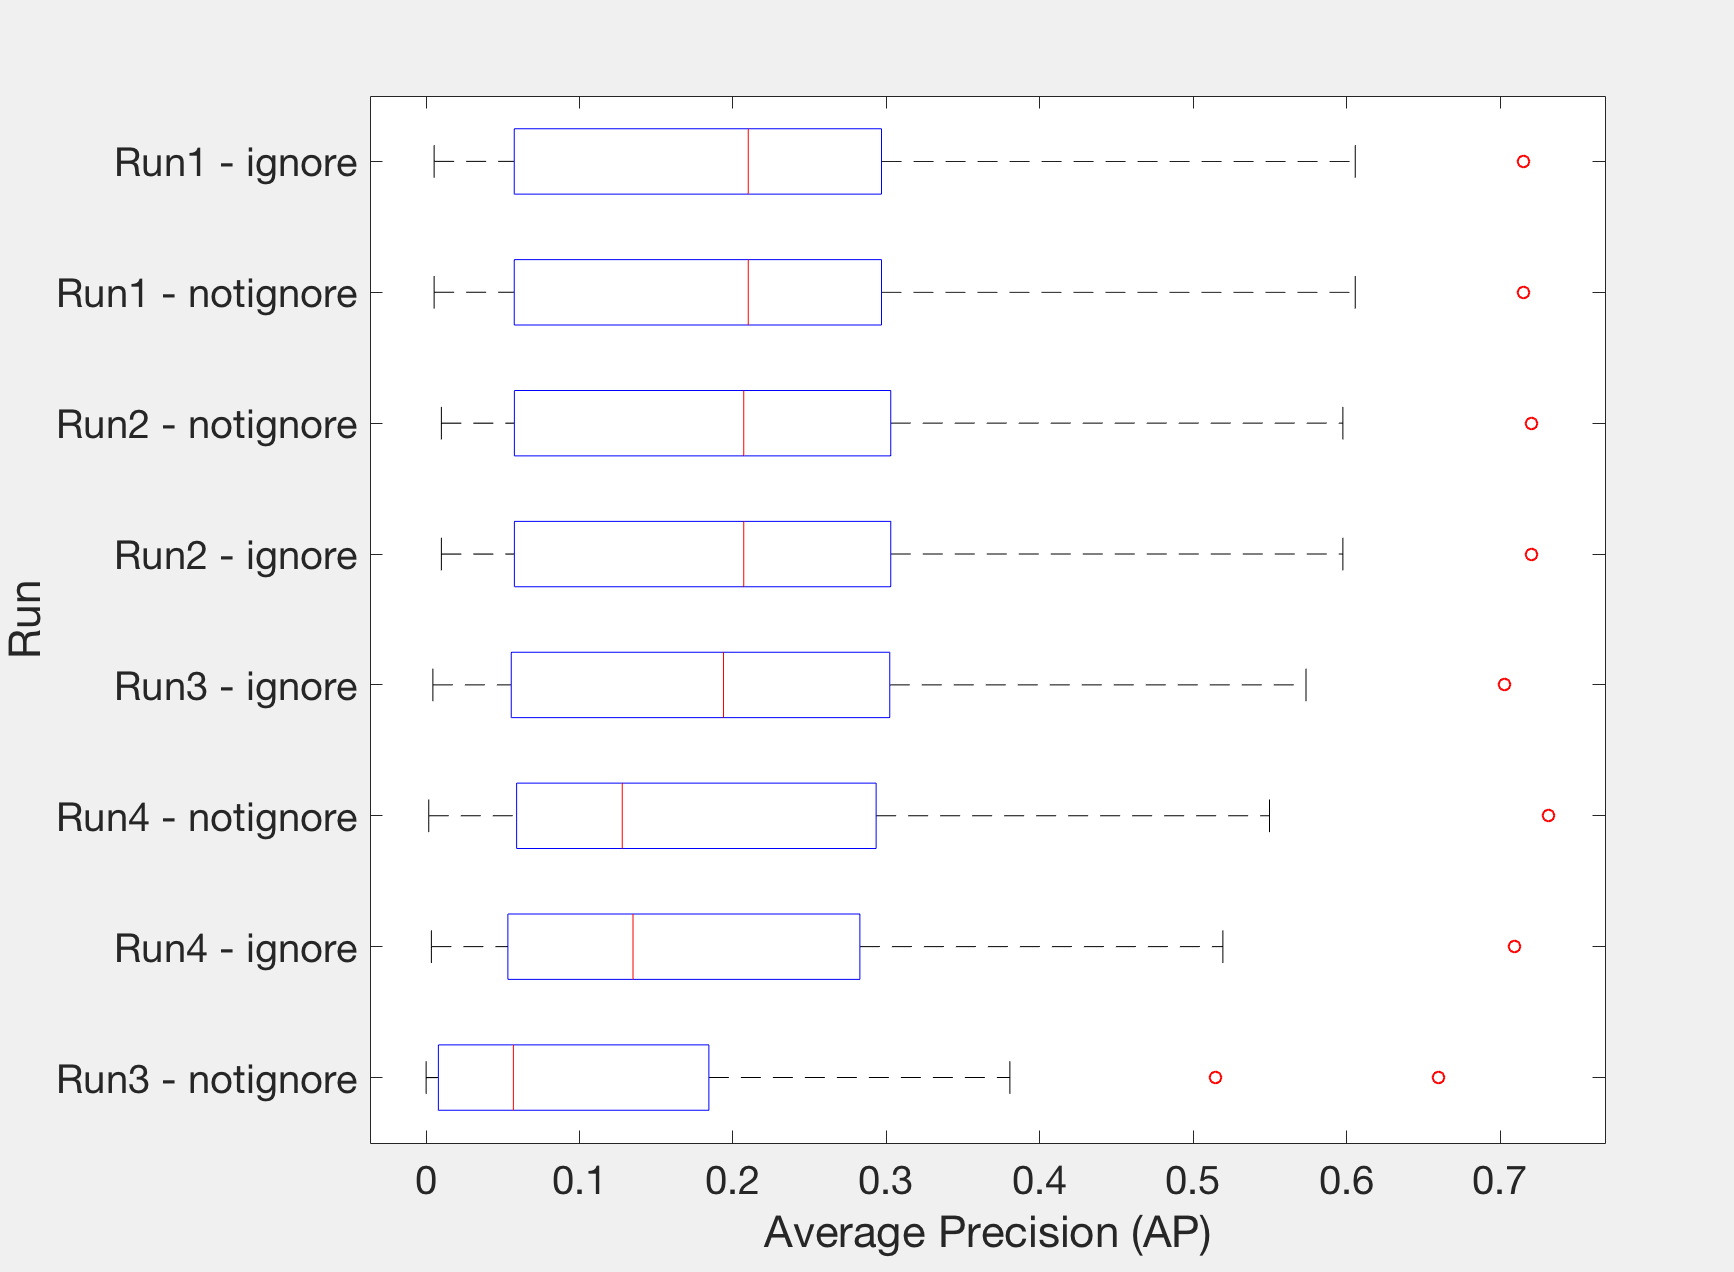 Run1 - ignore
Run1 - notignore
Run2 - notignore
Run2 - ignore
Run3 - ignore
Run4 - notignore
Run4 - ignore
Run3 - notignore
Run
0 0.1 0.2 0.3 0.4 0.5 0.6 0.7
Average Precision (AP)